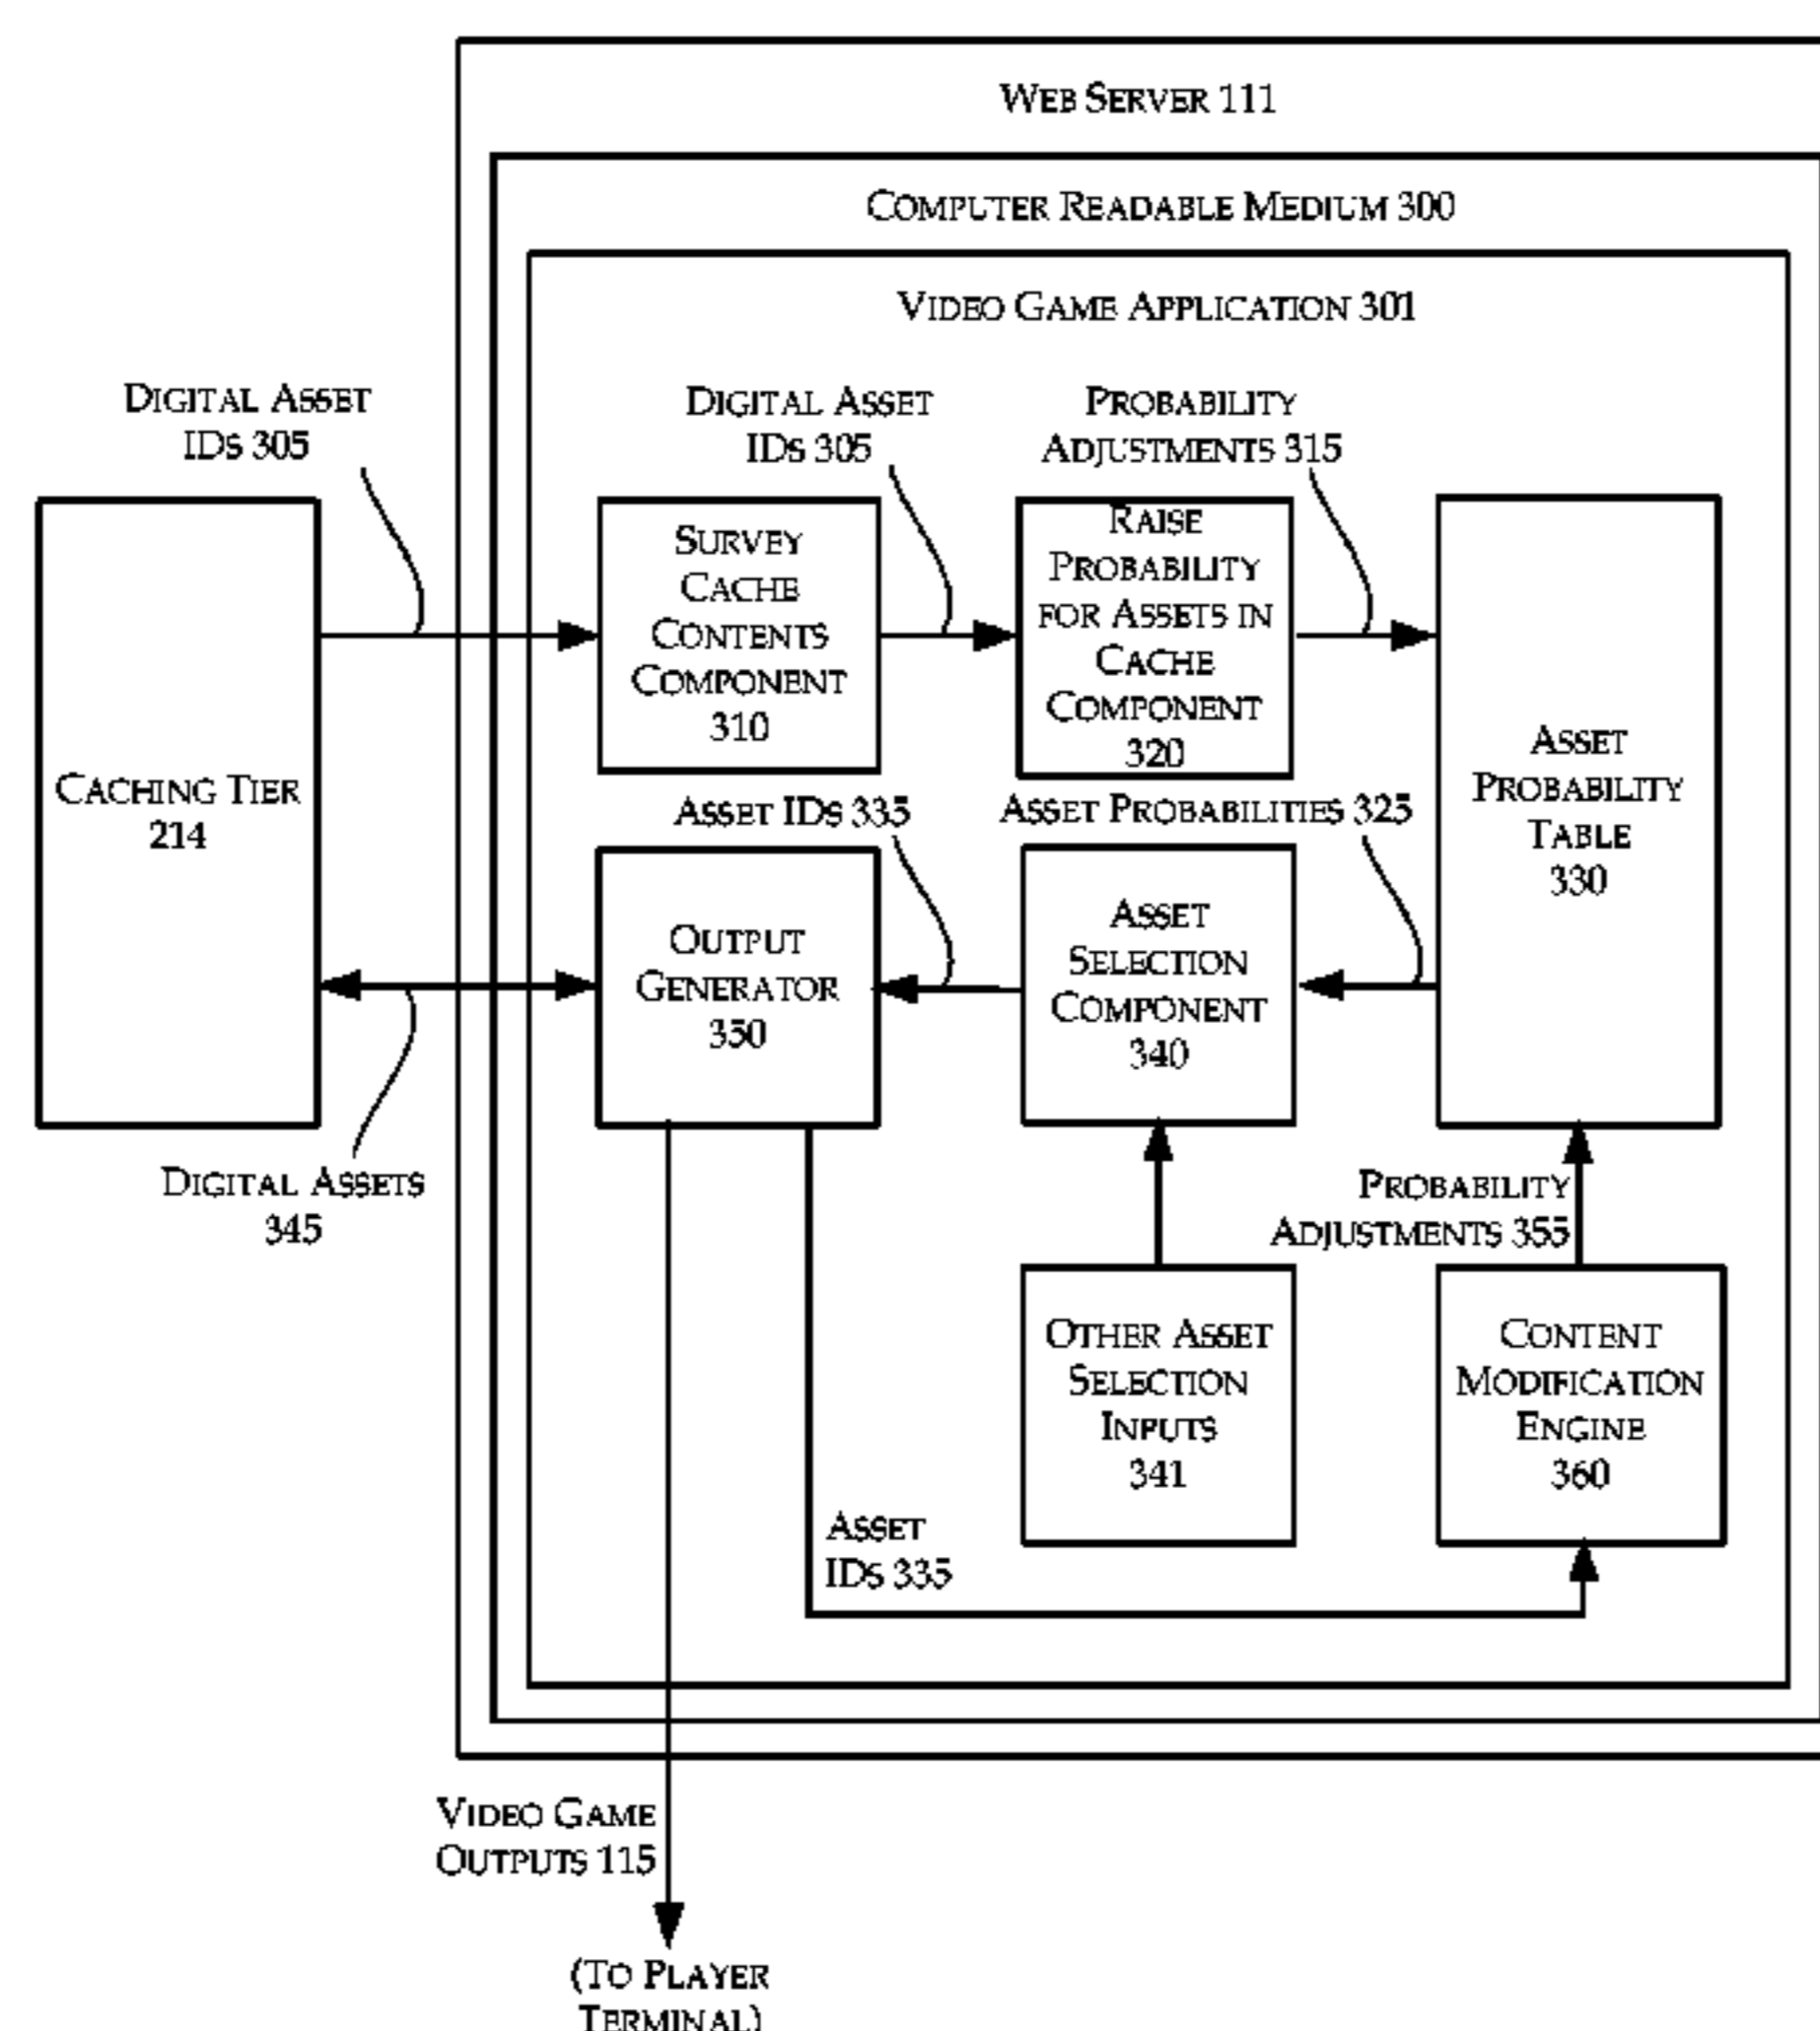 WEB SERVER 111
COMPUTER READABLE MEDIUM 300
VIDEO GAME APPLICATION 301
DIGITAL ASSET
IDS 305
DIGITAL ASSET
IDS 305
PROBABILITY
ADJUSTMENTS 315
CACHING TIER
214
SURVEY
CACHE
CONTENTS
COMPONENT
310
RAISE
PROBABILITY
FOR ASSETS IN
CACHE
COMPONENT
320
ASSET
PROBABILITY
TABLE
330
ASSET IDS 335
ASSET PROBABILITIES 325
OUTPUT
GENERATOR
350
ASSET
SELECTION
COMPONENT
340
DIGITAL ASSETS
345
PROBABILITY
ADJUSTMENTS 355
OTHER ASSET
SELECTION
INPUTS
341
CONTENT
MODIFICATION
ENGINE
360
ASSET
IDS 335
VIDEO GAME
OUTPUTS 115
(TO PLAYER
TERMINAL)